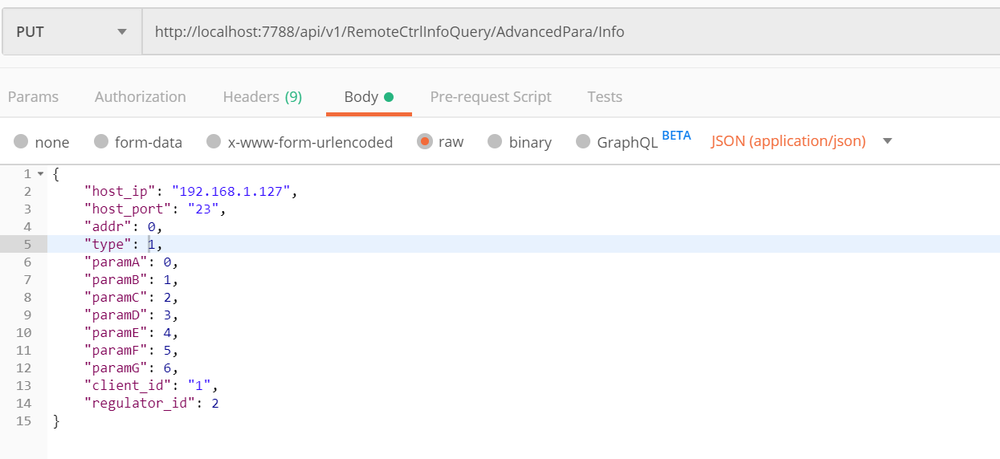 PUT http://localhost:7788/api/v1/RemoteCtrlInfoQuery/AdvancedPara/Info
Params Authorization Headers (9) Body Pre-request Script Tests
none form-data x-www-form-urlencoded raw binary GraphQL BETA JSON (application/json)
1 {
2 "host_ip": "192.168.1.127",
3 "host_port": "23",
4 "addr": 0,
5 "type": 1,
6 "paramA": 0,
7 "paramB": 1,
8 "paramC": 2,
9 "paramD": 3,
10 "paramE": 4,
11 "paramF": 5,
12 "paramG": 6,
13 "client_id": "1",
14 "regulator_id": 2
15 }